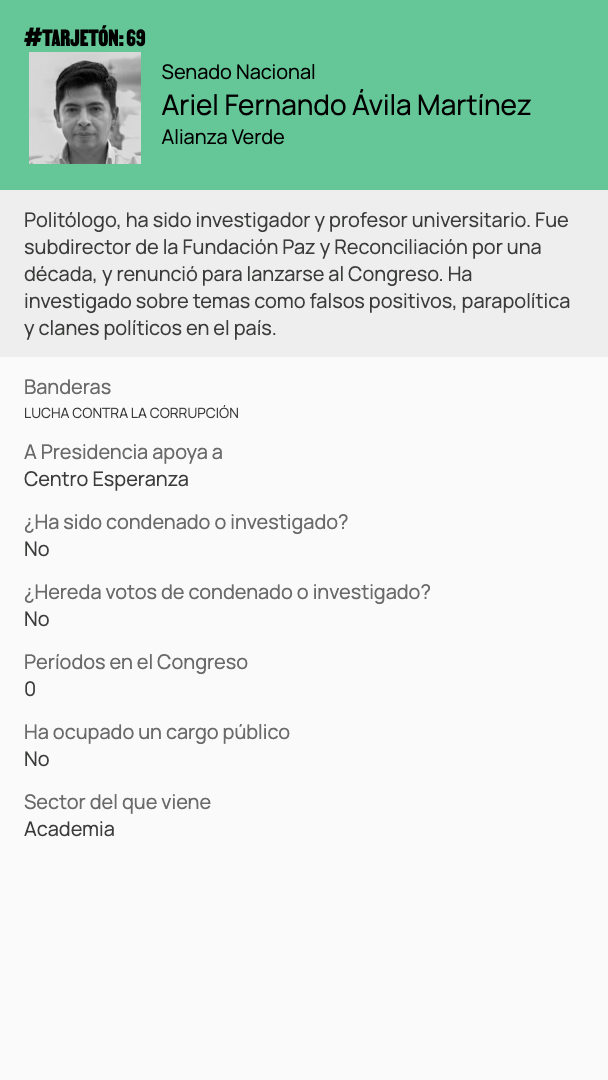 #TARJETÓN: 69
Senado Nacional
Ariel Fernando Ávila Martínez
Alianza Verde
Politólogo, ha sido investigador y profesor universitario. Fue
subdirector de la Fundación Paz y Reconciliación por una
década, y renunció para lanzarse al Congreso. Ha
investigado sobre temas como falsos positivos, parapolítica
y clanes políticos en el país.
Banderas
LUCHA CONTRA LA CORRUPCIÓN
A Presidencia apoya a
Centro Esperanza
¿Ha sido condenado o investigado?
No
¿Hereda votos de condenado o investigado?
No
Períodos en el Congreso
0
Ha ocupado un cargo público
No
Sector del que viene
Academia